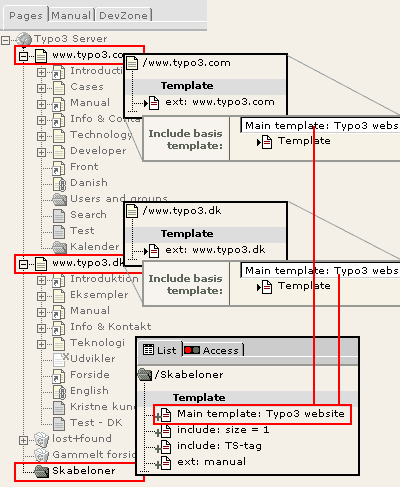 Pages Manual DevZone
Typo3 Server
www.typo3.co
Introducti
Cases
Manual
Info & Conta
Technology
Developer
Front
Danish
Users and groups
Search
Test
Kalender
www.typo3.dk
Introduktion
Eksempler
Manual
Info & Kontakt
Teknologi
Udvikler
Forside
English
Kristne kun
Test - DK
lost+found
Gammelt forsid
Skabeloner
/www.typo3.com
Template
ext: www.typo3.com
Include basis
template:
Main template: Typo3 webs
Template
/www.typo3.dk
Template
ext: www.typo3.dk
Include basis
template:
Main template: Typo3 webs
Template
List Access
/Skabeloner
Template
Main template: Typo3 website
include: size = 1
include: TS-tag
ext: manual